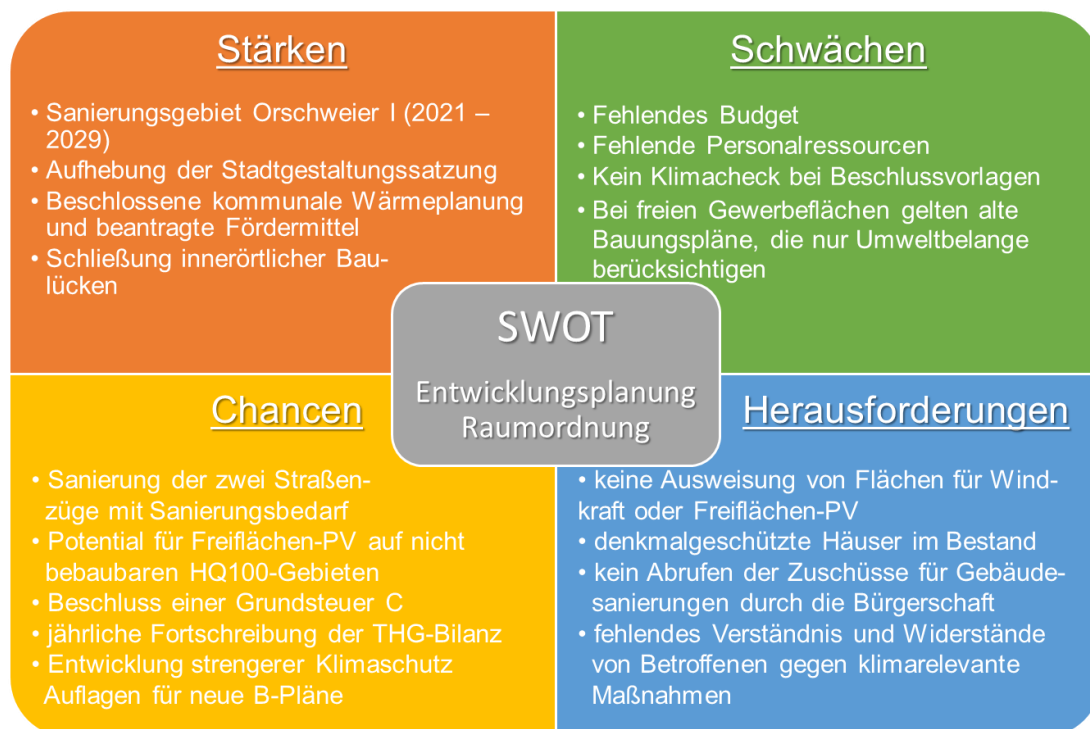 Stärken
• Sanierungsgebiet Orschweier I (2021 –
2029)
• Aufhebung der Stadtgestaltungssatzung
• Beschlossene kommunale Wärmeplanung
und beantragte Fördermittel
• Schließung innerörtlicher Bau-
lücken
Schwächen
• Fehlendes Budget
• Fehlende Personalressourcen
• Kein Klimacheck bei Beschlussvorlagen
• Bei freien Gewerbeflächen gelten alte
Bauungspläne, die nur Umweltbelange
berücksichtigen
SWOT
Entwicklungsplanung
Raumordnung
Chancen
• Sanierung der zwei Straßen-
züge mit Sanierungsbedarf
• Potential für Freiflächen-PV auf nicht
bebaubaren HQ100-Gebieten
• Beschluss einer Grundsteuer C
• jährliche Fortschreibung der THG-Bilanz
• Entwicklung strengerer Klimaschutz
Auflagen für neue B-Pläne
Herausforderungen
• keine Ausweisung von Flächen für Wind-
kraft oder Freiflächen-PV
• denkmalgeschützte Häuser im Bestand
• kein Abrufen der Zuschüsse für Gebäude-
sanierungen durch die Bürgerschaft
• fehlendes Verständnis und Widerstände
von Betroffenen gegen klimarelevante
Maßnahmen